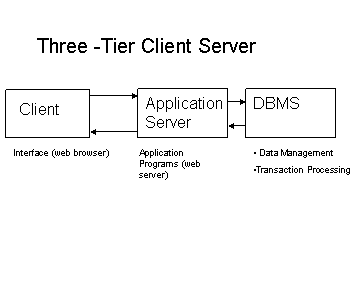 Three -Tier Client Server
Client
Application
Server
DBMS
Interface (web browser)
Application
Programs (web
server)
• Data Management
•Transaction Processing